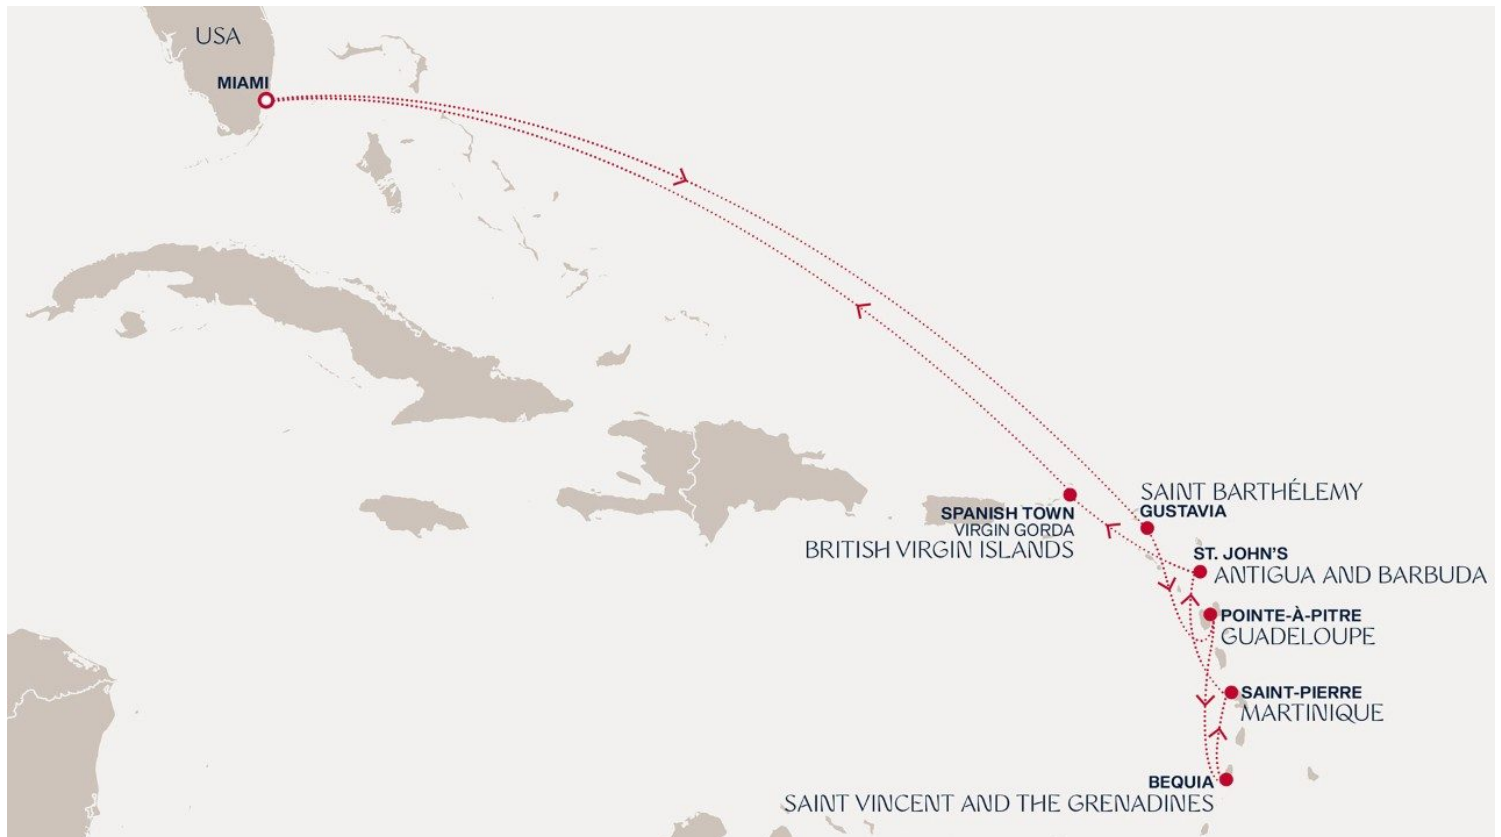 USA
MIAMI
SAINT BARTHÉLEMY
GUSTAVIA
SPANISH TOWN
VIRGIN GORDA
BRITISH VIRGIN ISLANDS
ST. JOHN'S
ANTIGUA AND BARBUDA
POINTE-À-PITRE
GUADELOUPE
SAINT-PIERRE
MARTINIQUE
BEQUIA
SAINT VINCENT AND THE GRENADINES